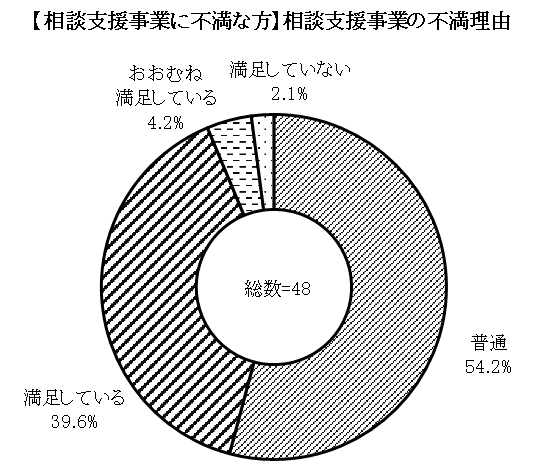 【相談支援事業に不満な方】相談支援事業の不満理由
おおむね
満足している
4.2%
満足していない
2.1%
総数=48
普通
54.2%
満足している
39.6%